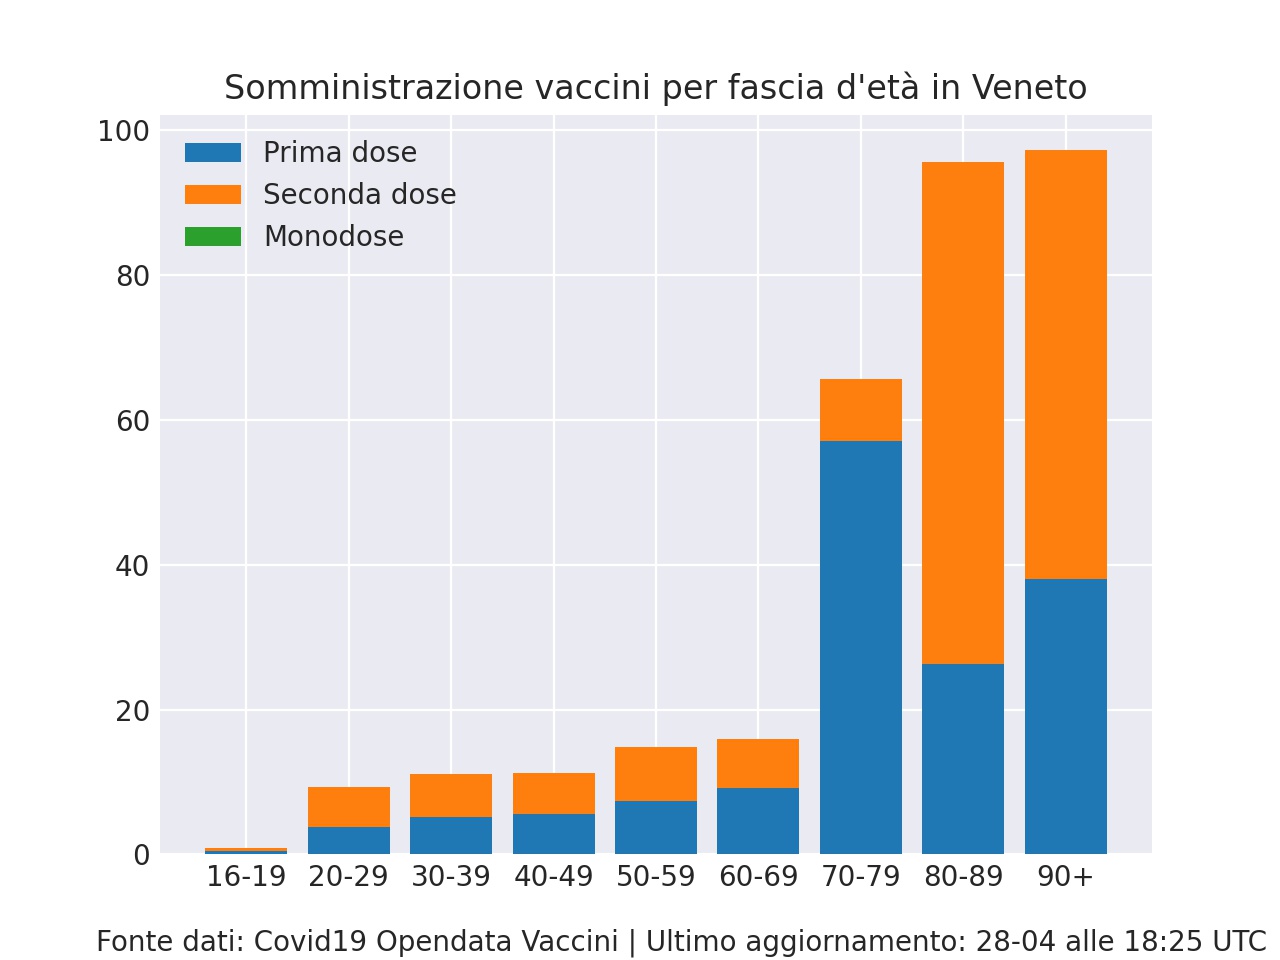 Somministrazione vaccini per fascia d'età in Veneto
100
80
60
40
20
0
Prima dose
Seconda dose
Monodose
16-19 20-29 30-39 40-49 50-59 60-69 70-79 80-89 90+
Fonte dati: Covid19 Opendata Vaccini | Ultimo aggiornamento: 28-04 alle 18:25 UTC